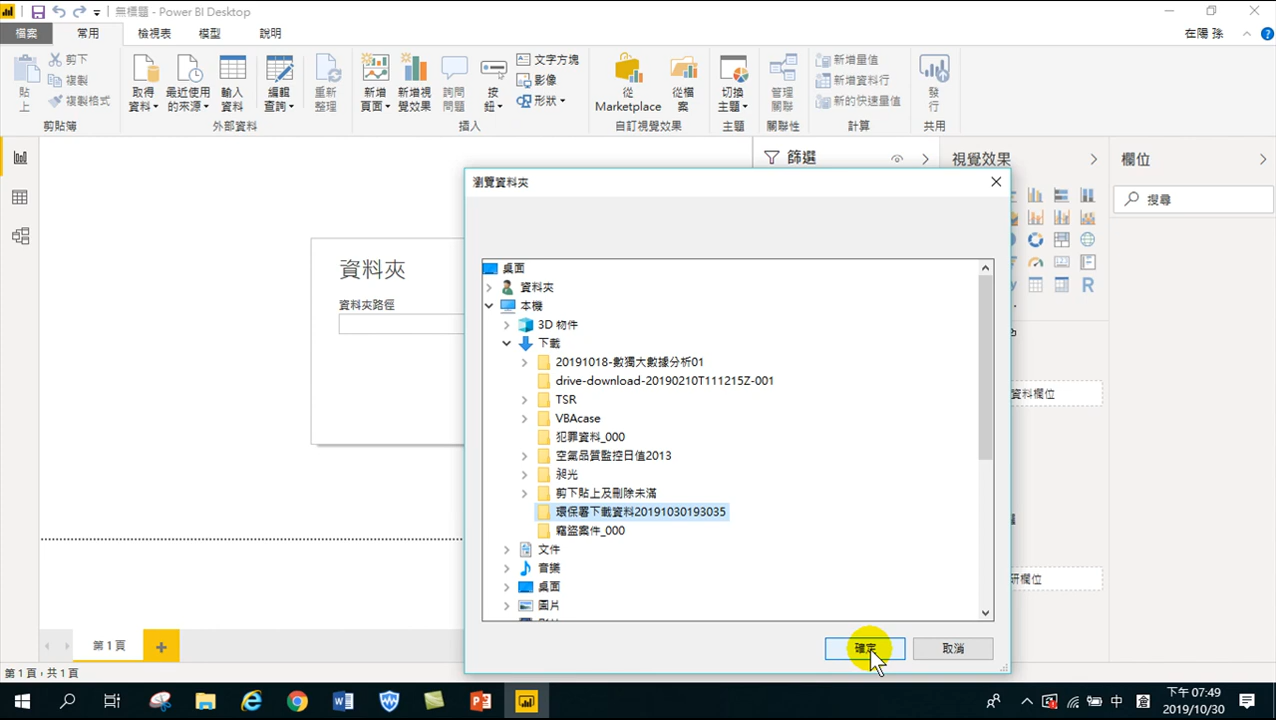 無標題 - Power BI Desktop
檔案
常用
檢視表
模型
說明
在陽 孫
貼上
剪下
複製
複製格式
剪貼簿
取得資料
最近使用的來源
輸入資料
編輯查詢
重新整理
外部資料
新增頁面
新增視覺效果
詢問問題
按鈕
文字方塊
影像
形狀
插入
從 Marketplace
從檔案
自訂視覺效果
切換主題
主題
管理關聯
關聯性
新增量值
新增資料行
新的快速量值
計算
發行
共用
篩選
視覺效果
欄位
搜尋
資料夾
資料夾路徑
瀏覽資料夾
桌面
資料夾
本機
3D 物件
下載
20191018-數獨大數據分析01
drive-download-20190210T111215Z-001
TSR
VBAcase
犯罪資料_000
空氣品質監控日值2013
昶光
剪下貼上及刪除未滿
環保署下載資料20191030193035
竊盜案件_000
文件
音樂
桌面
圖片
確定
取消
資料欄位
研欄位
第 1 頁
第 1 頁，共 1 頁
中
下午 07:49
2019/10/30